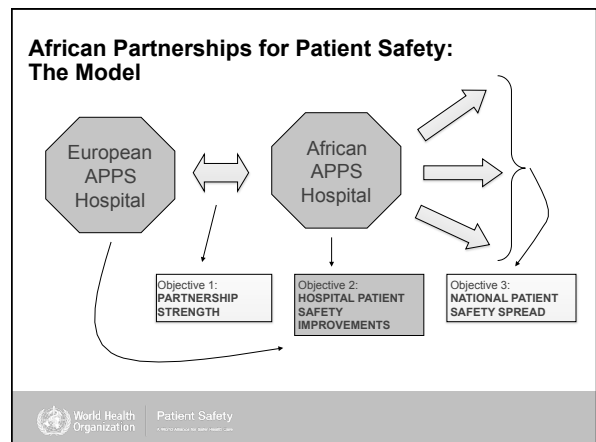 African Partnerships for Patient Safety:
The Model
European
APPS
Hospital
African
APPS
Hospital
Objective 1:
PARTNERSHIP
STRENGTH
Objective 2:
HOSPITAL PATIENT
SAFETY
IMPROVEMENTS
Objective 3:
NATIONAL PATIENT
SAFETY SPREAD
World Health
Organization
Patient Safety